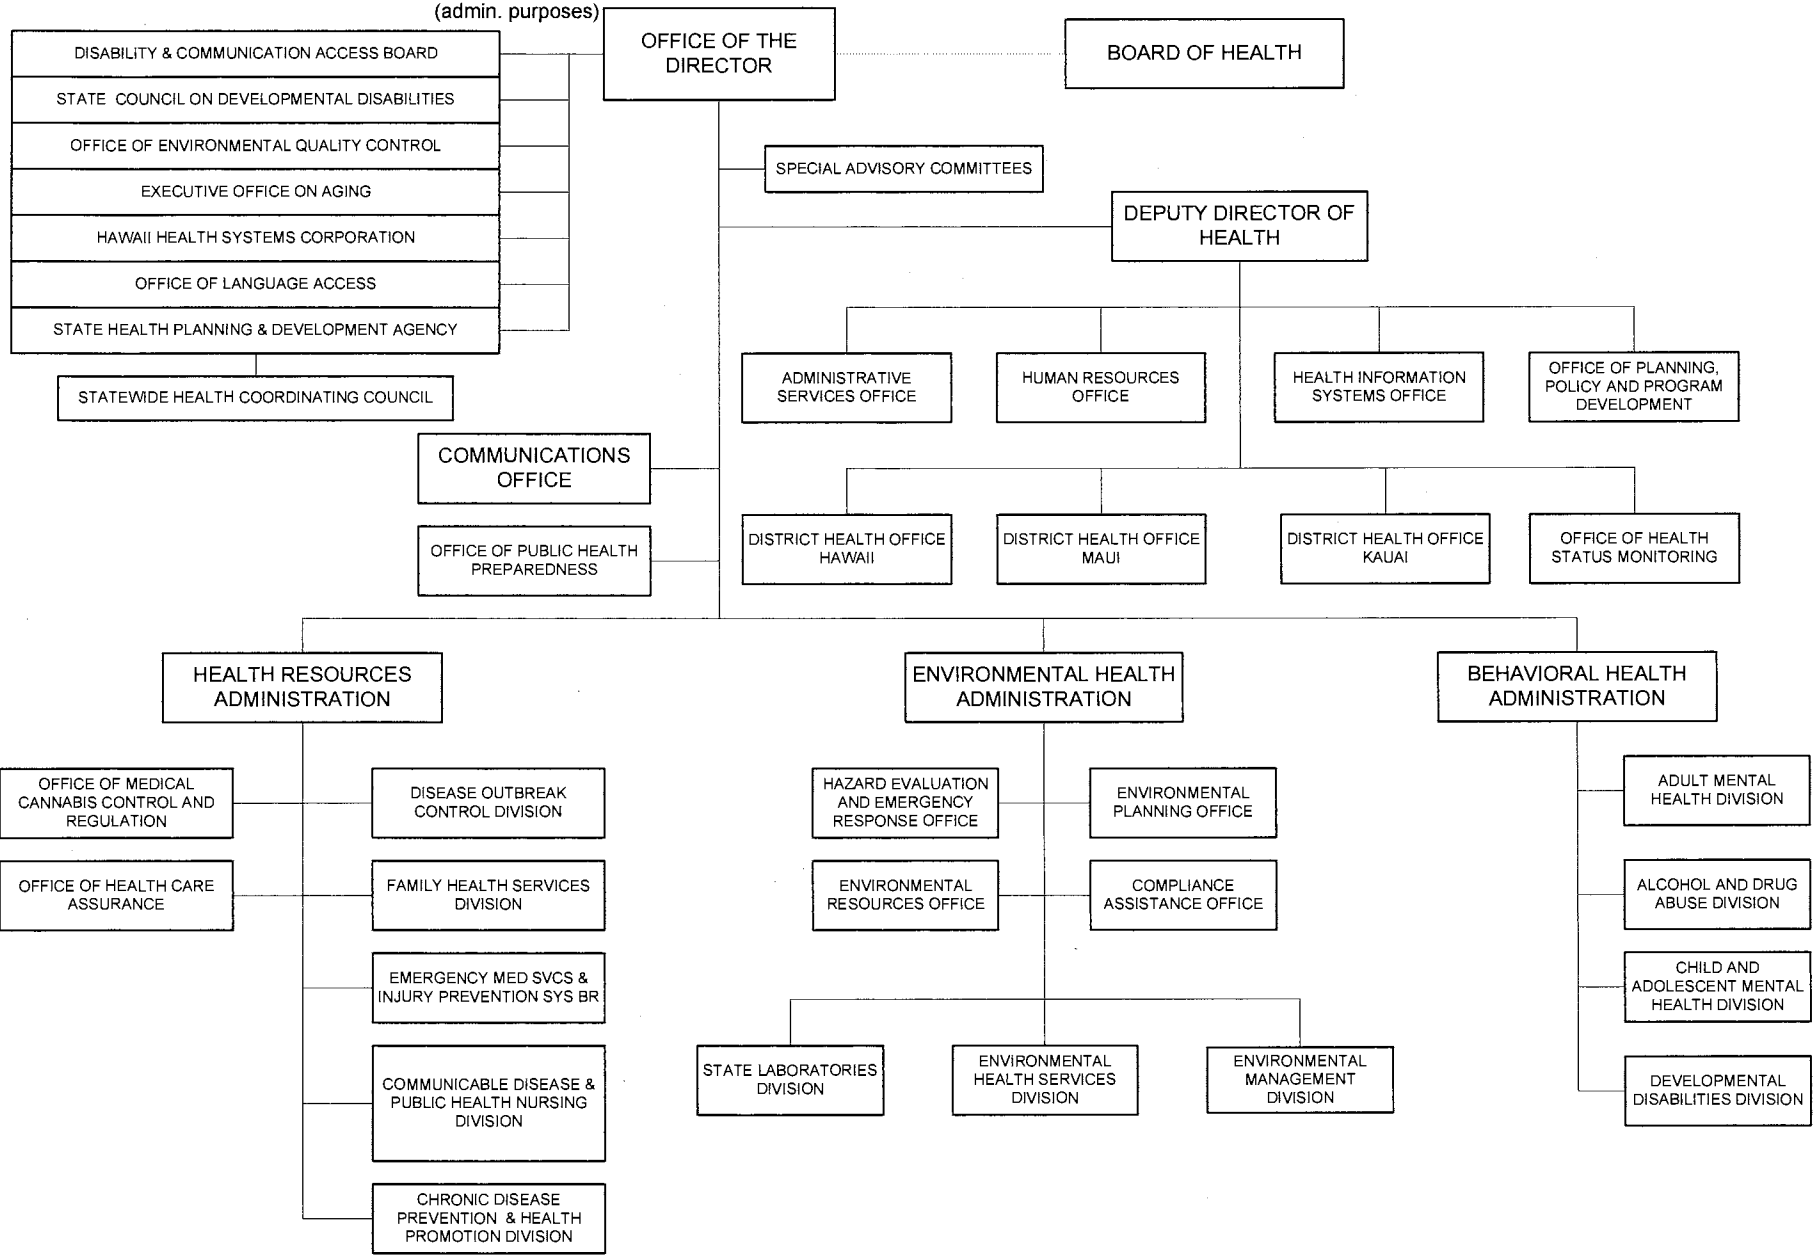 (admin. purposes)
OFFICE OF THE
DIRECTOR
BOARD OF HEALTH
DISABILITY & COMMUNICATION ACCESS BOARD
STATE COUNCIL ON DEVELOPMENTAL DISABILITIES
OFFICE OF ENVIRONMENTAL QUALITY CONTROL
EXECUTIVE OFFICE ON AGING
HAWAII HEALTH SYSTEMS CORPORATION
OFFICE OF LANGUAGE ACCESS
STATE HEALTH PLANNING & DEVELOPMENT AGENCY
STATEWIDE HEALTH COORDINATING COUNCIL
SPECIAL ADVISORY COMMITTEES
DEPUTY DIRECTOR OF
HEALTH
ADMINISTRATIVE
SERVICES OFFICE
HUMAN RESOURCES
OFFICE
HEALTH INFORMATION
SYSTEMS OFFICE
OFFICE OF PLANNING,
POLICY AND PROGRAM
DEVELOPMENT
COMMUNICATIONS
OFFICE
OFFICE OF PUBLIC HEALTH
PREPAREDNESS
DISTRICT HEALTH OFFICE
HAWAII
DISTRICT HEALTH OFFICE
MAUI
DISTRICT HEALTH OFFICE
KAUAI
OFFICE OF HEALTH
STATUS MONITORING
HEALTH RESOURCES
ADMINISTRATION
ENVIRONMENTAL HEALTH
ADMINISTRATION
BEHAVIORAL HEALTH
ADMINISTRATION
OFFICE OF MEDICAL
CANNABIS CONTROL AND
REGULATION
DISEASE OUTBREAK
CONTROL DIVISION
OFFICE OF HEALTH CARE
ASSURANCE
FAMILY HEALTH SERVICES
DIVISION
EMERGENCY MED SVCS &
INJURY PREVENTION SYS BR
COMMUNICABLE DISEASE &
PUBLIC HEALTH NURSING
DIVISION
CHRONIC DISEASE
PREVENTION & HEALTH
PROMOTION DIVISION
HAZARD EVALUATION
AND EMERGENCY
RESPONSE OFFICE
ENVIRONMENTAL
PLANNING OFFICE
ENVIRONMENTAL
RESOURCES OFFICE
COMPLIANCE
ASSISTANCE OFFICE
STATE LABORATORIES
DIVISION
ENVIRONMENTAL
HEALTH SERVICES
DIVISION
ENVIRONMENTAL
MANAGEMENT
DIVISION
ADULT MENTAL
HEALTH DIVISION
ALCOHOL AND DRUG
ABUSE DIVISION
CHILD AND
ADOLESCENT MENTAL
HEALTH DIVISION
DEVELOPMENTAL
DISABILITIES DIVISION